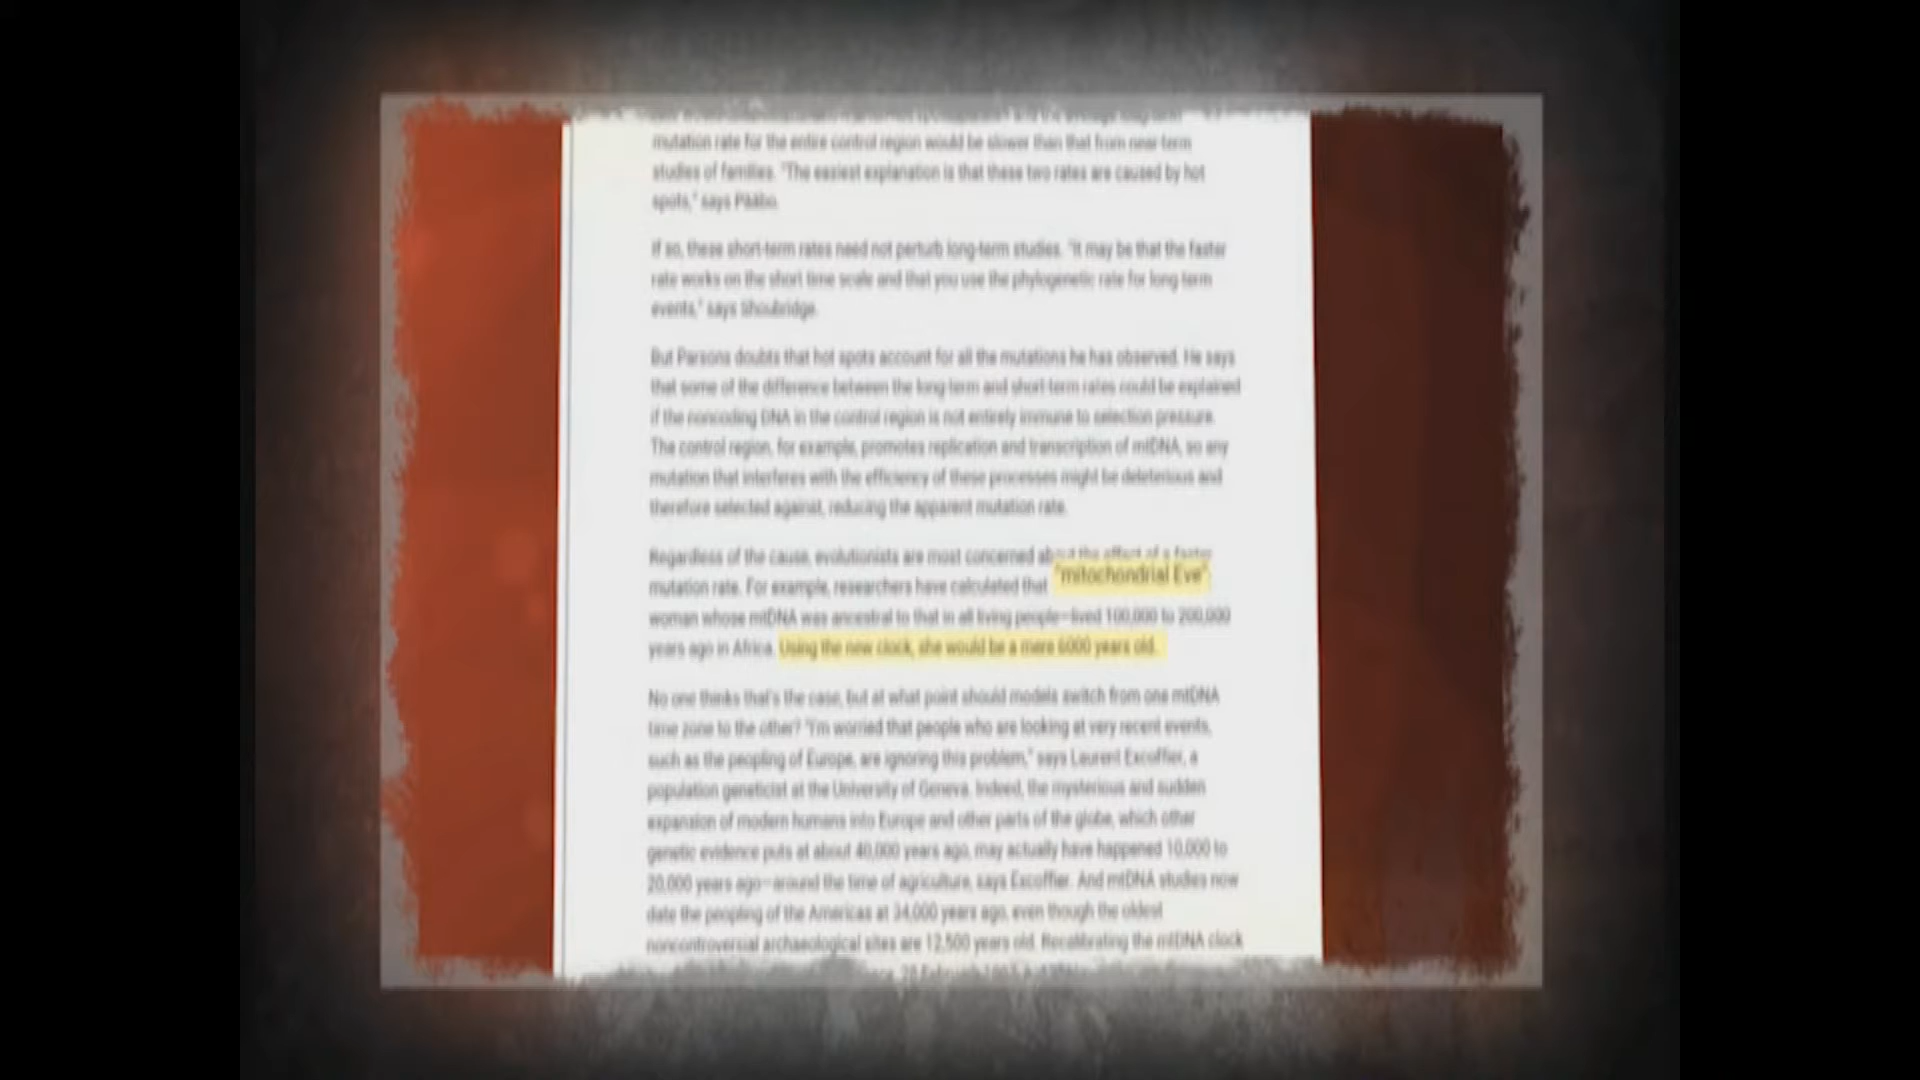 mutation rate for the entire control region would be slower than that from near-term
studies of families. "The easiest explanation is that these two rates are caused by hot
spots," says Pääbo.
If so, these short-term rates need not perturb long-term studies. "It may be that the faster
rate works on the short time scale and that you use the phylogenetic rate for long term
events," says Shoubridge.
But Parsons doubts that hot spots account for all the mutations he has observed. He says
that some of the difference between the long-term and short-term rates could be explained
if the noncoding DNA in the control region is not entirely immune to selection pressure.
The control region, for example, promotes replication and transcription of mtDNA, so any
mutation that interferes with the efficiency of these processes might be deleterious and
therefore selected against, reducing the apparent mutation rate.
Regardless of the cause, evolutionists are most concerned about the effect of a faster
mutation rate. For example, researchers have calculated that "mitochondrial Eve"
woman whose mtDNA was ancestral to that in all living people—lived 100,000 to 200,000
years ago in Africa. Using the new clock, she would be a mere 6000 years old.
No one thinks that's the case, but at what point should models switch from one mtDNA
time zone to the other? "I'm worried that people who are looking at very recent events,
such as the peopling of Europe, are ignoring this problem," says Laurent Excoffier, a
population geneticist at the University of Geneva. Indeed, the mysterious and sudden
expansion of modern humans into Europe and other parts of the globe, which other
genetic evidence puts at about 40,000 years ago, may actually have happened 10,000 to
20,000 years ago—around the time of agriculture, says Excoffier. And mtDNA studies now
date the peopling of the Americas at 34,000 years ago, even though the oldest
noncontroversial archaeological sites are 12,500 years old. Recalibrating the mtDNA clock